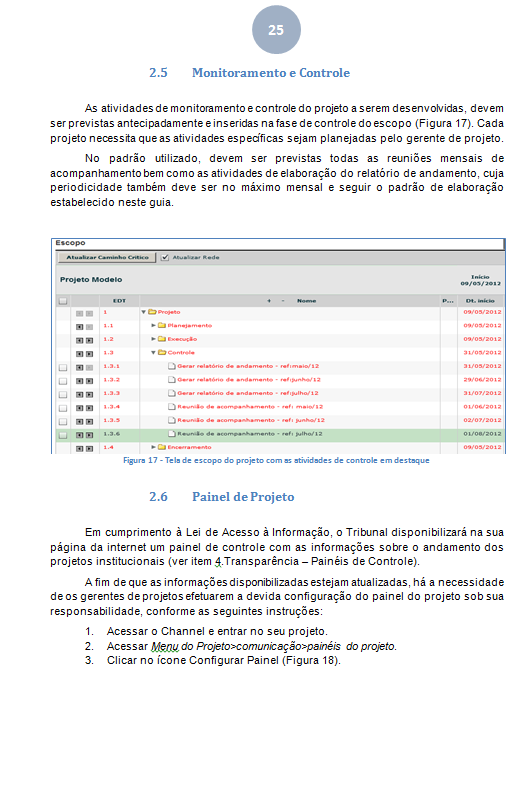 25
2.5 Monitoramento e Controle
As atividades de monitoramento e controle do projeto a serem desenvolvidas, devem
ser previstas antecipadamente e inseridas na fase de controle do escopo (Figura 17). Cada
projeto necessita que as atividades específicas sejam planejadas pelo gerente de projeto.
No padrão utilizado, devem ser previstas todas as reuniões mensais de
acompanhamento bem como as atividades de elaboração do relatório de andamento, cuja
periodicidade também deve ser no máximo mensal e seguir o padrão de elaboração
estabelecido neste guia.
Escopo
Atualizar Caminho Crítico Atualizar Rede
Projeto Modelo Início
09/05/2012
EDT + - Nome P... Dt. início
1 Projeto 09/05/2012
1.1 Planejamento 09/05/2012
1.2 Execução 09/05/2012
1.3 Controle 31/05/2012
1.3.1 Gerar relatório de andamento - ref:maio/12 31/05/2012
1.3.2 Gerar relatório de andamento - ref:junho/12 29/06/2012
1.3.3 Gerar relatório de andamento - ref:julho/12 31/07/2012
1.3.4 Reunião de acompanhamento - ref: maio/12 01/06/2012
1.3.5 Reunião de acompanhamento - ref: junho/12 02/07/2012
1.3.6 Reunião de acompanhamento - ref: julho/12 01/08/2012
1.4 Encerramento 09/05/2012
Figura 17 - Tela de escopo do projeto com as atividades de controle em destaque
2.6 Painel de Projeto
Em cumprimento à Lei de Acesso à Informação, o Tribunal disponibilizará na sua
página da internet um painel de controle com as informações sobre o andamento dos
projetos institucionais (ver item 4.Transparência – Painéis de Controle).
A fim de que as informações disponibilizadas estejam atualizadas, há a necessidade
de os gerentes de projetos efetuarem a devida configuração do painel do projeto sob sua
responsabilidade, conforme as seguintes instruções:
1. Acessar o Channel e entrar no seu projeto.
2. Acessar Menu do Projeto>comunicação>painéis do projeto.
3. Clicar no ícone Configurar Painel (Figura 18).